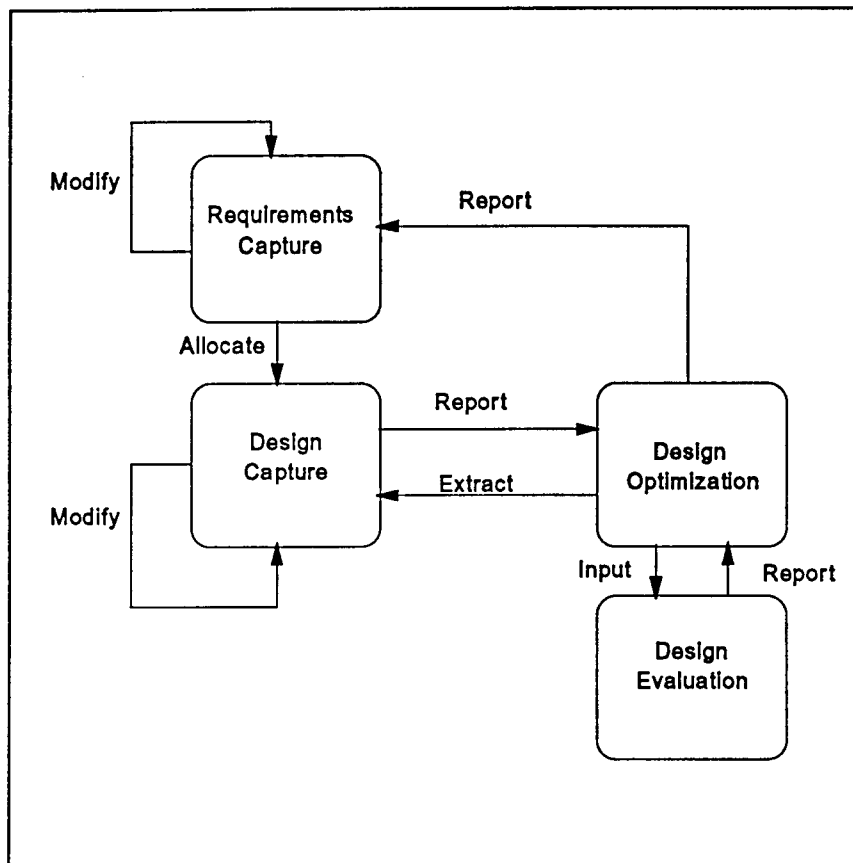 Modify
Requirements
Capture
Report
Allocate
Design
Capture
Report
Extract
Modify
Design
Optimization
Input
Report
Design
Evaluation